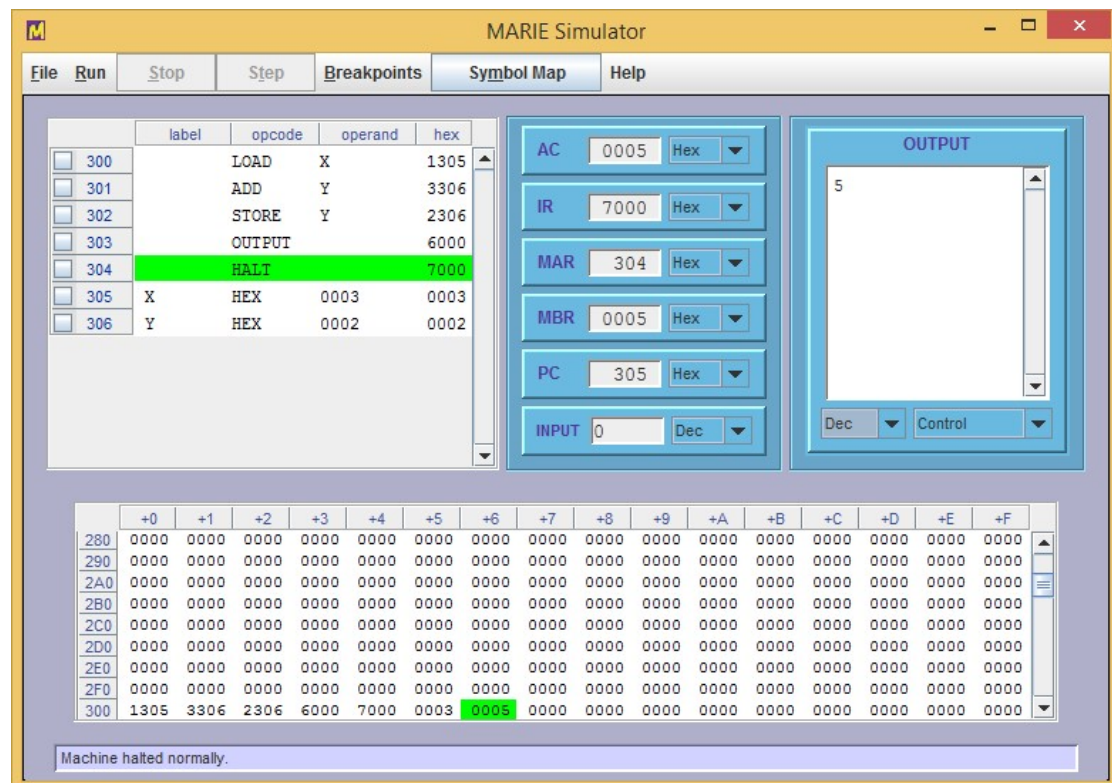 MARIE Simulator
File Run Stop Step Breakpoints Symbol Map Help
label opcode operand hex
300 LOAD X 1305
301 ADD Y 3306
302 STORE Y 2306
303 OUTPUT 6000
304 HALT 7000
305 X HEX 0003 0003
306 Y HEX 0002 0002
AC 0005 Hex
IR 7000 Hex
MAR 304 Hex
MBR 0005 Hex
PC 305 Hex
INPUT 0 Dec
OUTPUT
5
Dec Control
+0 +1 +2 +3 +4 +5 +6 +7 +8 +9 +A +B +C +D +E +F
280 0000 0000 0000 0000 0000 0000 0000 0000 0000 0000 0000 0000 0000 0000 0000 0000
290 0000 0000 0000 0000 0000 0000 0000 0000 0000 0000 0000 0000 0000 0000 0000 0000
2A0 0000 0000 0000 0000 0000 0000 0000 0000 0000 0000 0000 0000 0000 0000 0000 0000
2B0 0000 0000 0000 0000 0000 0000 0000 0000 0000 0000 0000 0000 0000 0000 0000 0000
2C0 0000 0000 0000 0000 0000 0000 0000 0000 0000 0000 0000 0000 0000 0000 0000 0000
2D0 0000 0000 0000 0000 0000 0000 0000 0000 0000 0000 0000 0000 0000 0000 0000 0000
2E0 0000 0000 0000 0000 0000 0000 0000 0000 0000 0000 0000 0000 0000 0000 0000 0000
2F0 0000 0000 0000 0000 0000 0000 0000 0000 0000 0000 0000 0000 0000 0000 0000 0000
300 1305 3306 2306 6000 7000 0003 0005 0000 0000 0000 0000 0000 0000 0000 0000 0000
Machine halted normally.